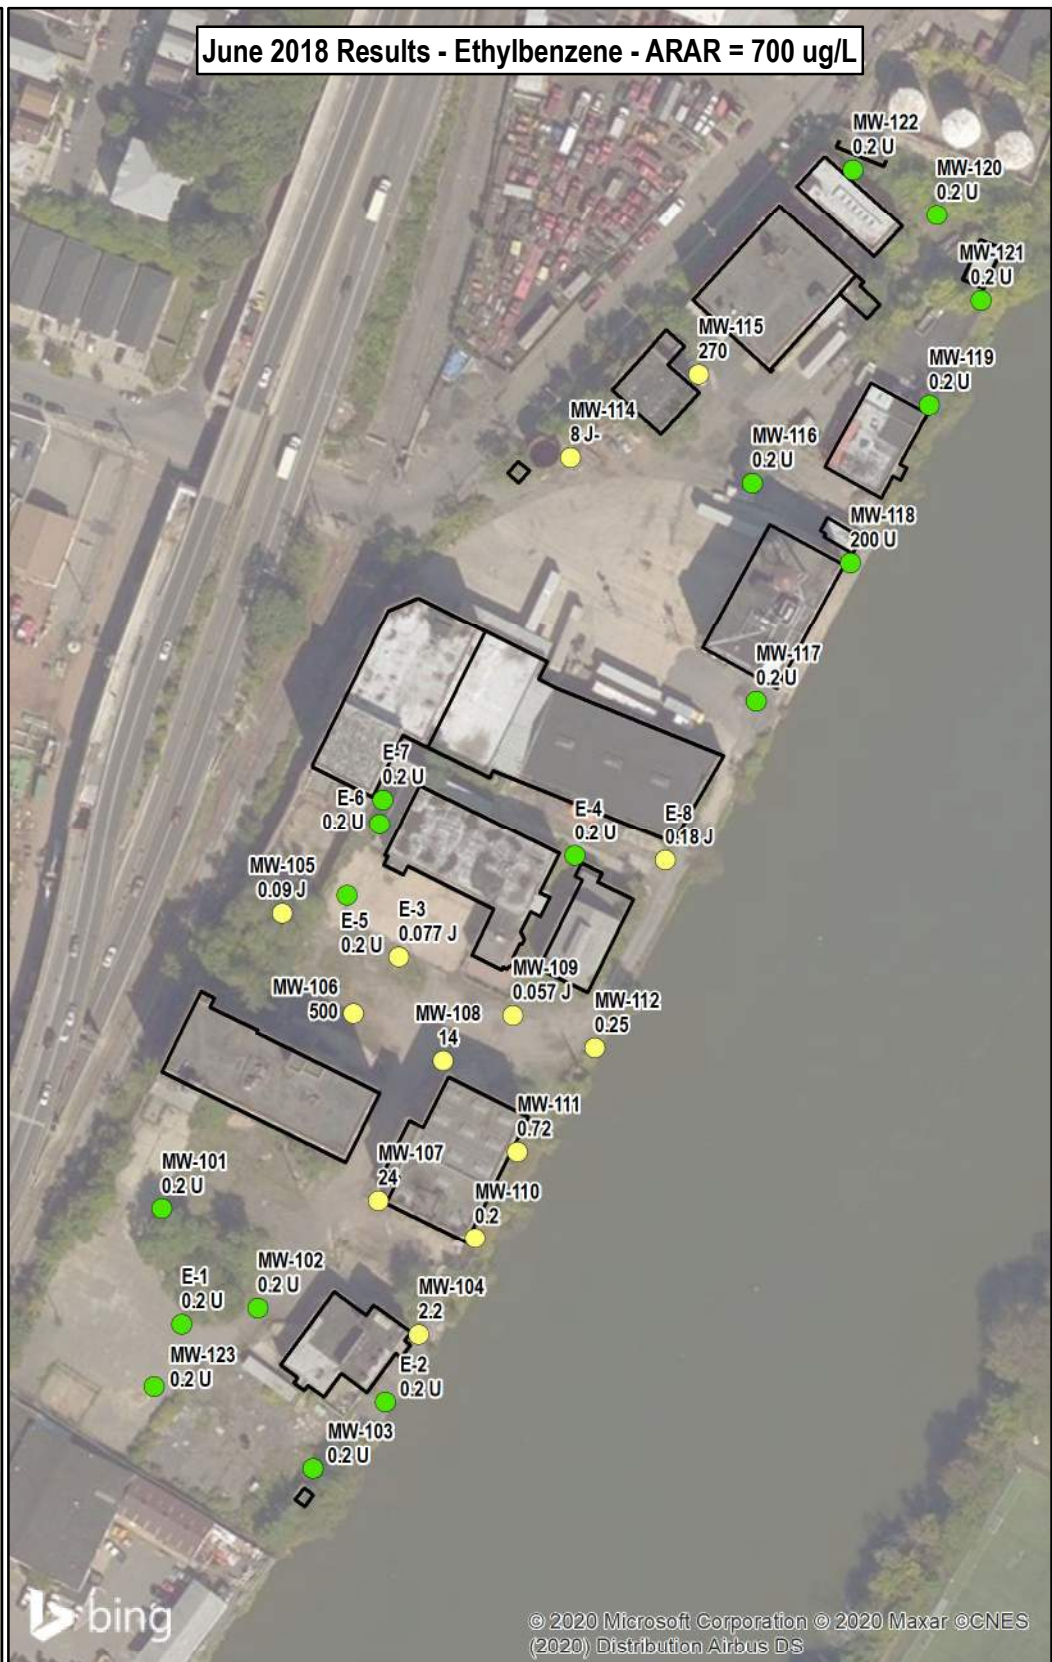 June 2018 Results - Ethylbenzene - ARAR = 700 ug/L
MW-122
0.2 U
MW-120
0.2 U
MW-121
0.2 U
MW-115
270
MW-119
0.2 U
MW-114
8 J-
MW-116
0.2 U
MW-118
200 U
MW-117
0.2 U
E-7
0.2 U
E-6
0.2 U
E-4
0.2 U
E-8
0.18 J
MW-105
0.09 J
E-5
0.2 U
E-3
0.077 J
MW-109
0.057 J
MW-106
500
MW-108
14
MW-112
0.25
MW-111
0.72
MW-107
24
MW-101
0.2 U
MW-110
0.2
MW-102
0.2 U
E-1
0.2 U
MW-104
2.2
MW-123
0.2 U
E-2
0.2 U
MW-103
0.2 U
bing
© 2020 Microsoft Corporation © 2020 Maxar ©CNES
(2020) Distribution Airbus DS